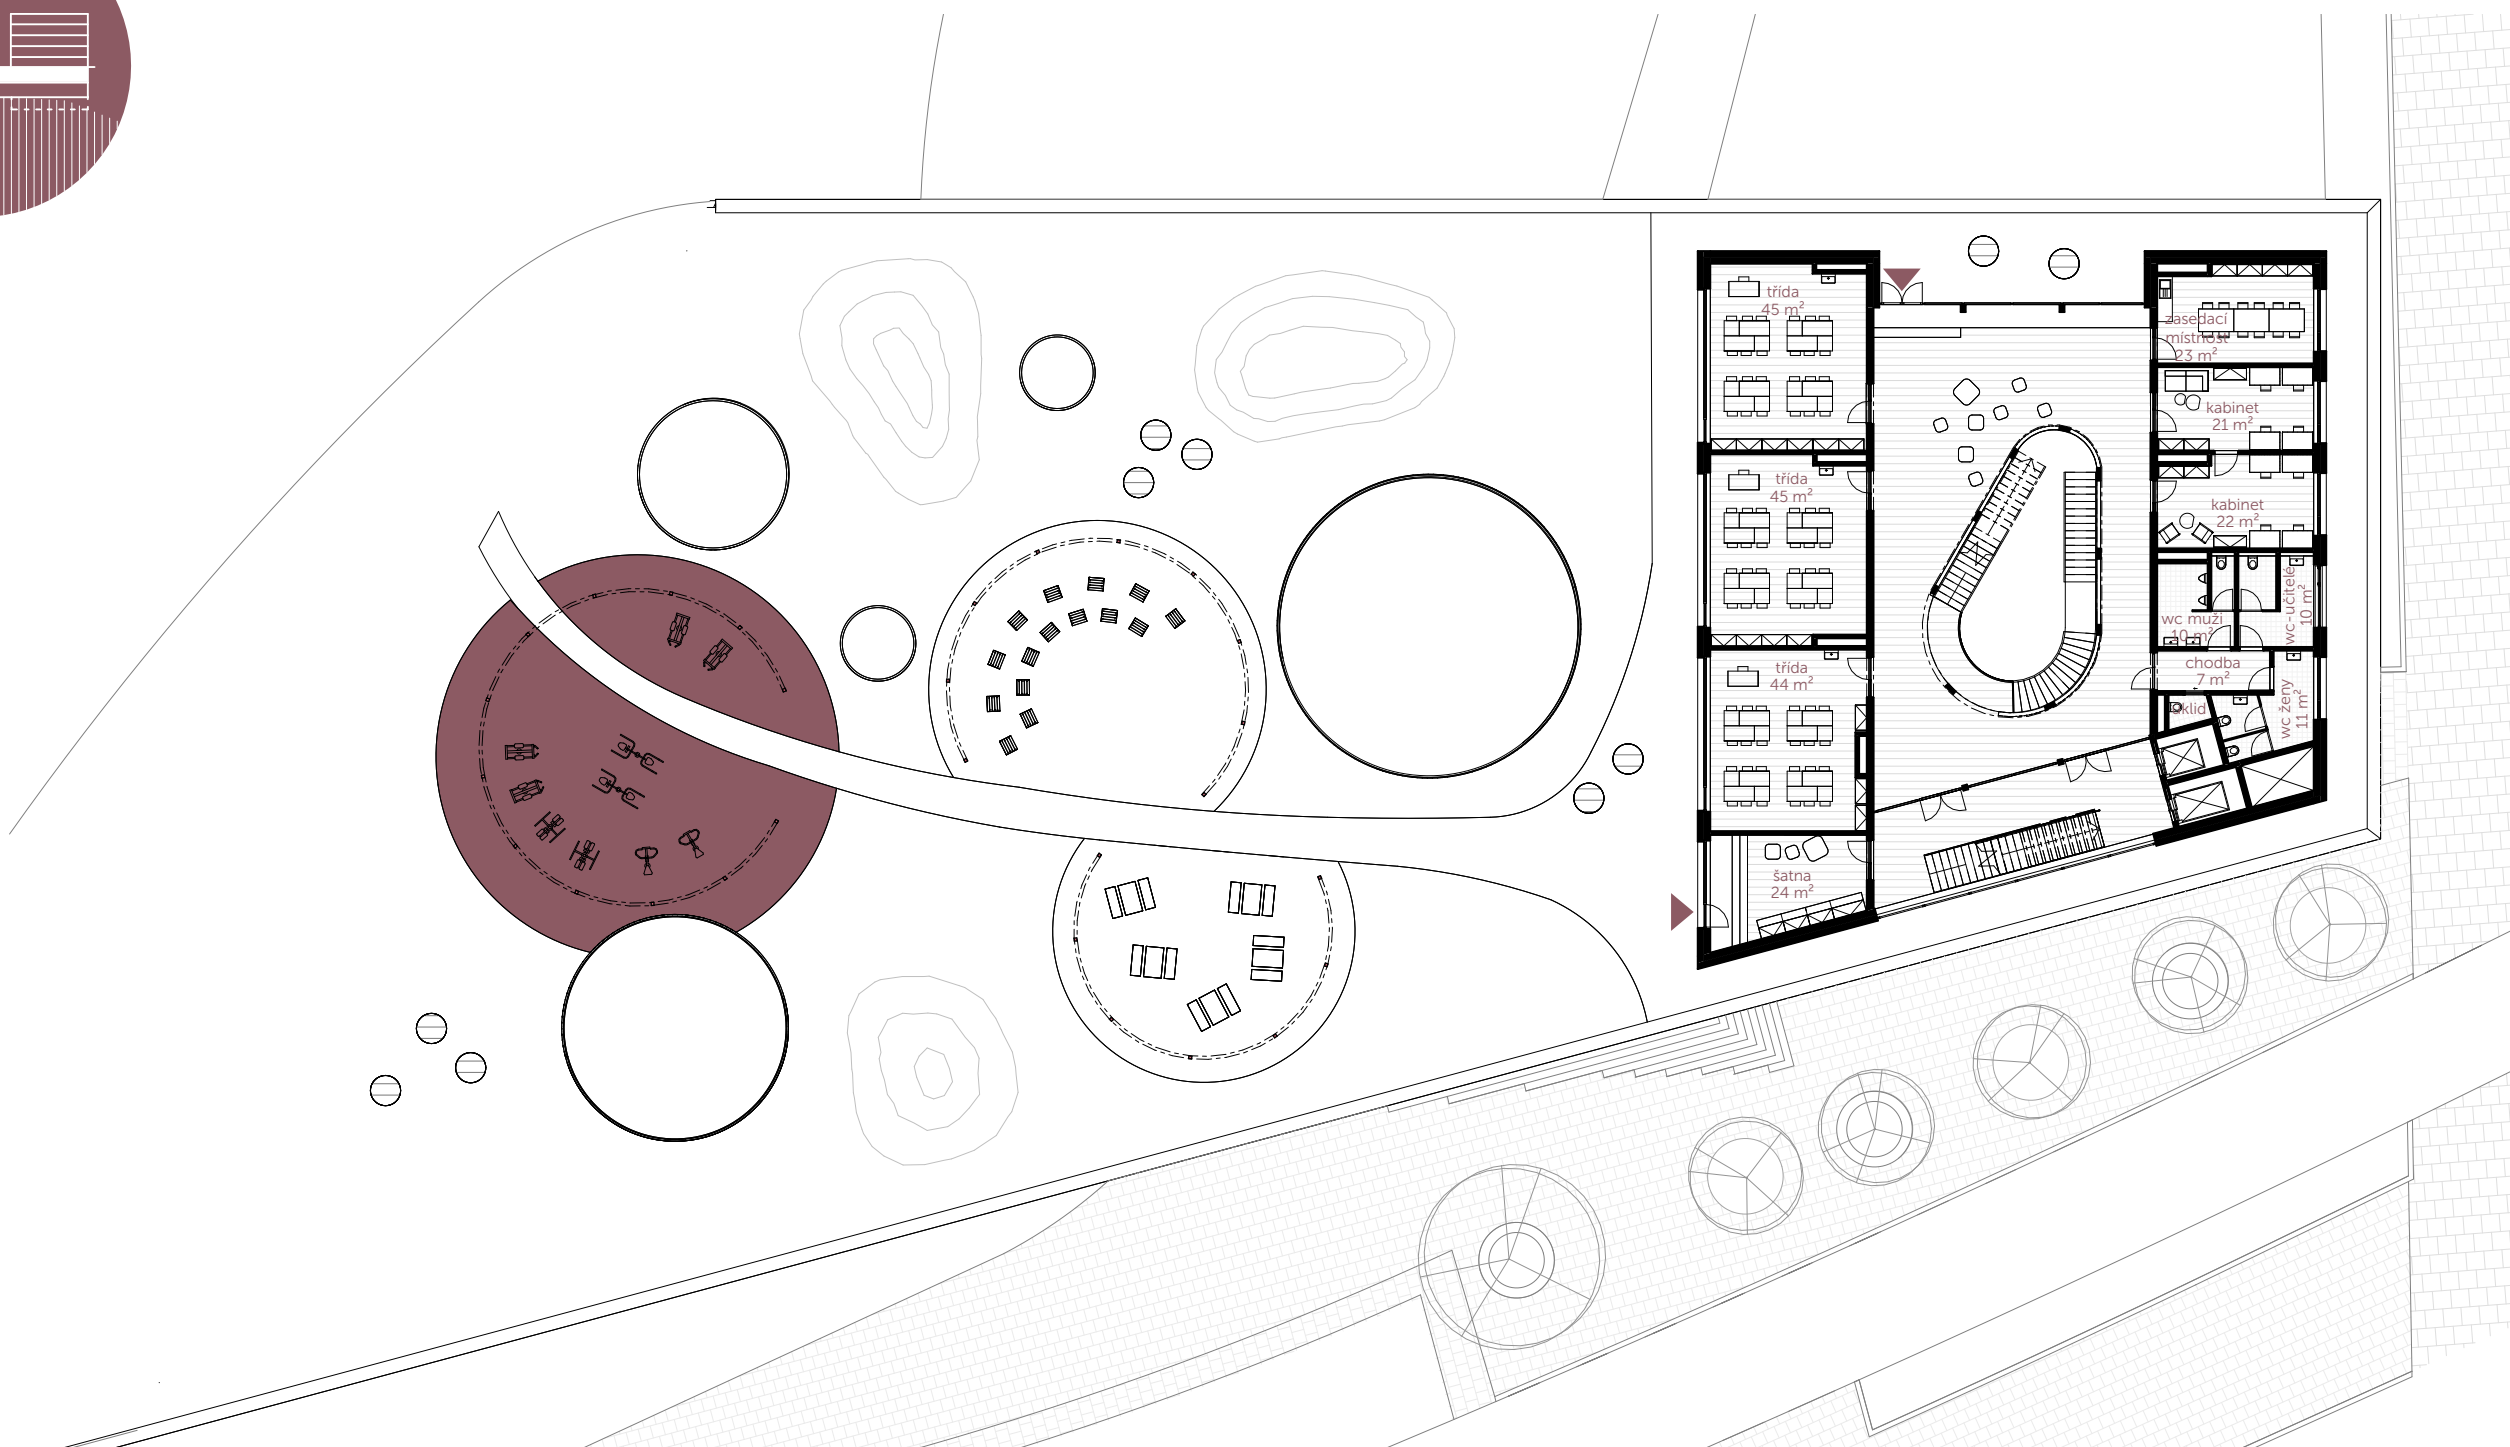 třída
45 m²
třída
45 m²
třída
44 m²
šatna
24 m²
zasedací
místnost
23 m²
kabinet
21 m²
kabinet
22 m²
wc muži
10 m²
wc-učitelé
10 m²
chodba
7 m²
úklid
wc ženy
11 m²